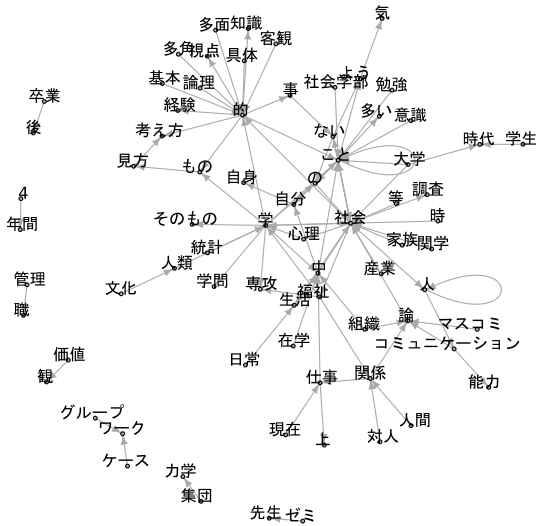 気
多面 知識
客観
多角 視点
具体
基本 論理
社会学部 よう 勉強
事
卒業
経験
的
多い 意識
後
考え方
ない
こと
時代 学生
見方
もの
大学
自身
の
4
年間
自分
等 調査
そのもの
学
社会
時
統計
心理
家族 関学
人類
中
産業
管理
文化
学問
専攻
福祉
人
職
生活
組織
論
マスコミ
価値
日常
在学
コミュニケーション
観
仕事
関係
能力
グループ
ワーク
現在
上
対人
人間
ケース
力学
集団
先生 ゼミ